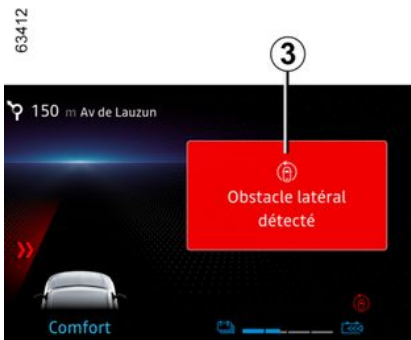 63412
3
150 m Av de Lauzun
Obstacle latéral
détecté
Comfort